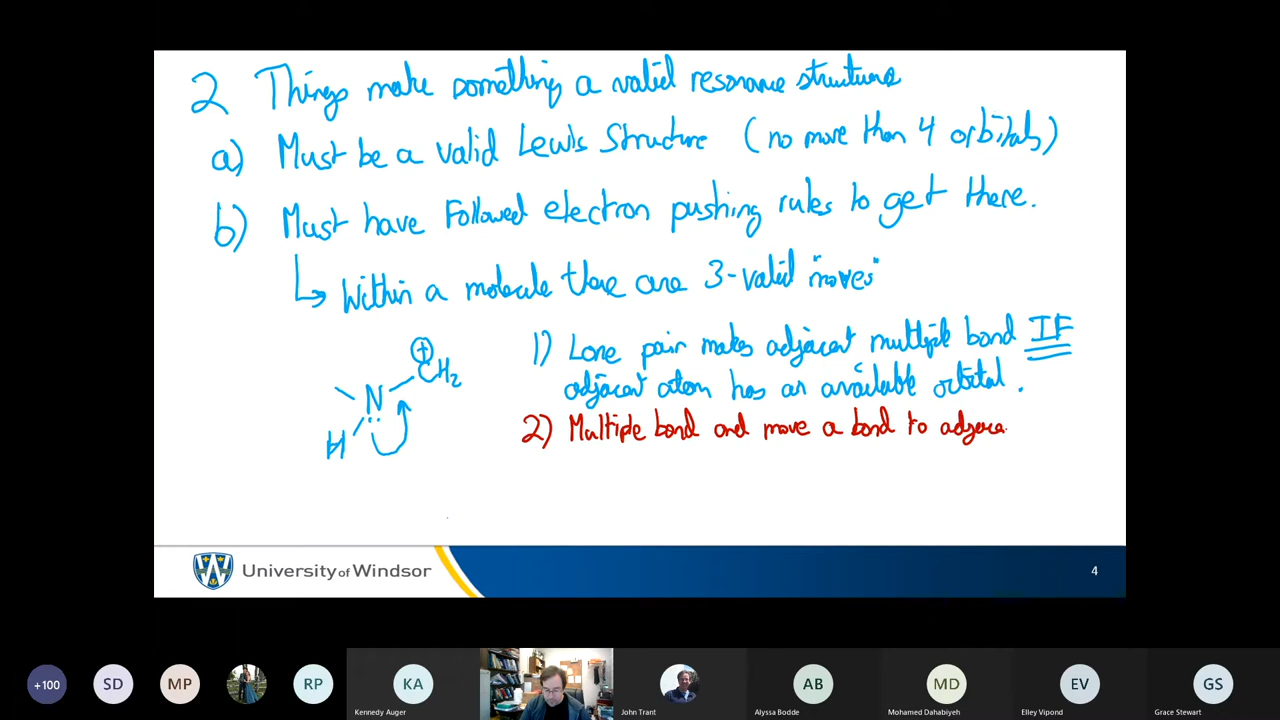 2 Things make something a valid resonance structures
a) Must be a valid Lewis Structure (no more than 4 orbitals)
b) Must have Followed electron pushing rules to get there.
↳ Within a molecule there are 3-valid "moves"
1) Lone pair makes adjacent multiple bond IF
adjacent atom has an available orbital.
2) Multiple bond and move a bond to adjace
+
CH2
N
H
University of Windsor
4
+100
SD
MP
RP
KA
AB
MD
EV
GS
Kennedy Auger
John Trant
Alyssa Bodde
Mohamed Dahabiyeh
Elley Vipond
Grace Stewart